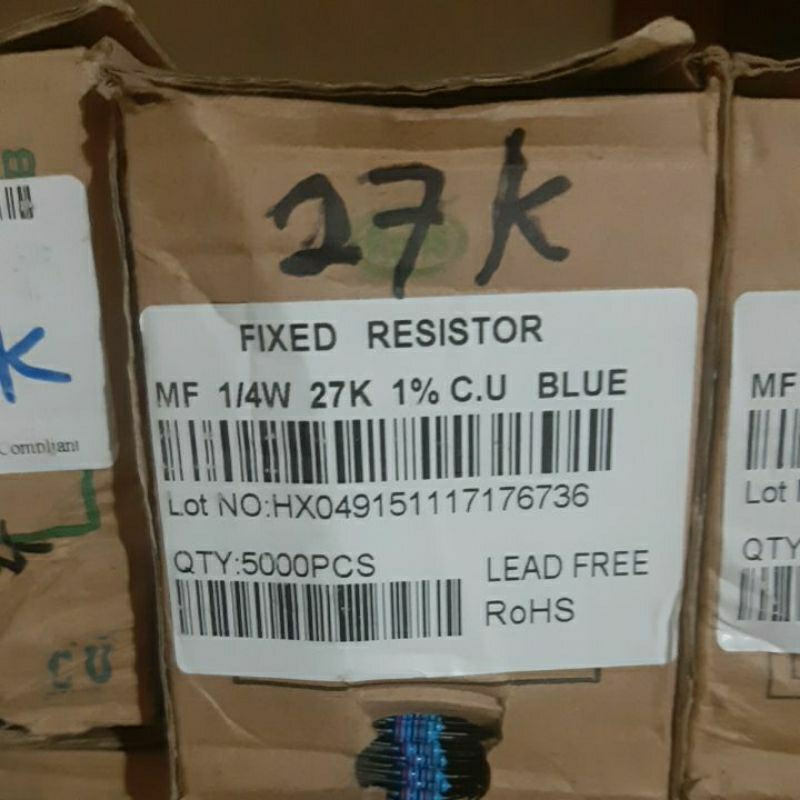 27K
FIXED RESISTOR
MF 1/4W 27K 1% C.U BLUE
Lot NO:HX049151117176736
QTY:5000PCS
LEAD FREE
RoHS
K
Compliant
MF
Lot
QTY